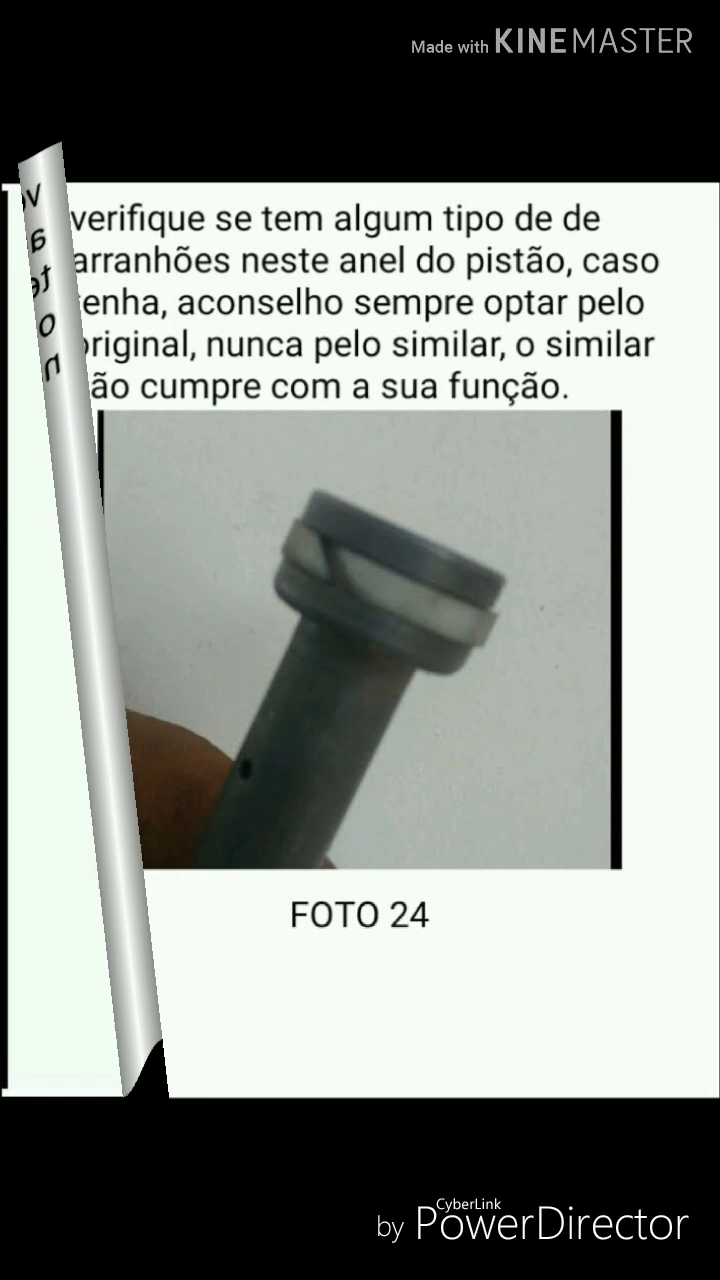 Made with KINEMASTER
verifique se tem algum tipo de de
arranhões neste anel do pistão, caso
enha, aconselho sempre optar pelo
original, nunca pelo similar, o similar
ão cumpre com a sua função.
FOTO 24
CyberLink
by PowerDirector